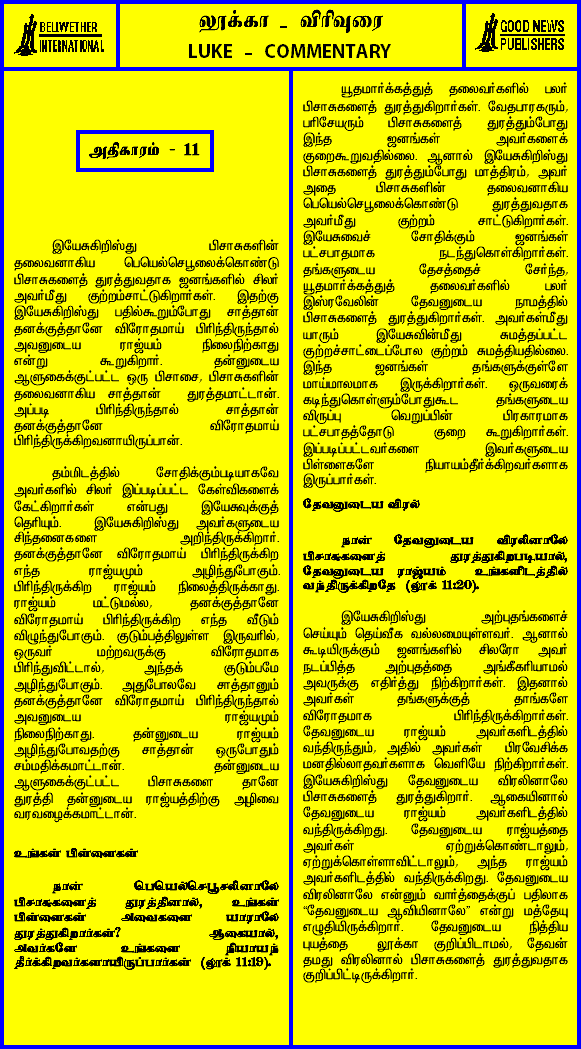 BELLWETHER
INTERNATIONAL
லூக்கா - விரிவுரை
LUKE - COMMENTARY
GOOD NEWS
PUBLISHERS
அதிகாரம் - 11
இயேசுகிறிஸ்து பிசாசுகளின்
தலைவனாகிய பெயெல்செபூலைக்கொண்டு
பிசாசுகளைத் துரத்துவதாக ஜனங்களில் சிலர்
அவர்மீது குற்றம்சாட்டுகிறார்கள். இதற்கு
இயேசுகிறிஸ்து பதில்கூறும்போது சாத்தான்
தனக்குத்தானே விரோதமாய் பிரிந்திருந்தால்
அவனுடைய ராஜ்யம் நிலைநிற்காது
என்று கூறுகிறார். தன்னுடைய
ஆளுகைக்குட்பட்ட ஒரு பிசாசை, பிசாசுகளின்
தலைவனாகிய சாத்தான் துரத்தமாட்டான்.
அப்படி பிரிந்திருந்தால் சாத்தான்
தனக்குத்தானே விரோதமாய்
பிரிந்திருக்கிறவனாயிருப்பான்.
தம்மிடத்தில் சோதிக்கும்படியாகவே
அவர்களில் சிலர் இப்படிப்பட்ட கேள்விகளைக்
கேட்கிறார்கள் என்பது இயேசுவுக்குத்
தெரியும். இயேசுகிறிஸ்து அவர்களுடைய
சிந்தனைகளை அறிந்திருக்கிறார்.
தனக்குத்தானே விரோதமாய் பிரிந்திருக்கிற
எந்த ராஜ்யமும் அழிந்துபோகும்.
பிரிந்திருக்கிற ராஜ்யம் நிலைத்திருக்காது.
ராஜ்யம் மட்டுமல்ல, தனக்குத்தானே
விரோதமாய் பிரிந்திருக்கிற எந்த வீடும்
விழுந்துபோகும். குடும்பத்திலுள்ள இருவரில்,
ஒருவர் மற்றவருக்கு விரோதமாக
பிரிந்துவிட்டால், அந்தக் குடும்பமே
அழிந்துபோகும். அதுபோலவே சாத்தானும்
தனக்குத்தானே விரோதமாய் பிரிந்திருந்தால்
அவனுடைய ராஜ்யமும்
நிலைநிற்காது. தன்னுடைய ராஜ்யம்
அழிந்துபோவதற்கு சாத்தான் ஒருபோதும்
சம்மதிக்கமாட்டான். தன்னுடைய
ஆளுகைக்குட்பட்ட பிசாசுகளை தானே
துரத்தி தன்னுடைய ராஜ்யத்திற்கு அழிவை
வரவழைக்கமாட்டான்.
உங்கள் பிள்ளைகள்
நான் பெயெல்செபூலினாலே
பிசாசுகளைத் துரத்தினால், உங்கள்
பிள்ளைகள் அவைகளை யாராலே
துரத்துகிறார்கள்? ஆகையால்,
அவர்களே உங்களை நியாயந்
தீர்க்கிறவர்களாயிருப்பார்கள் (லூக் 11:19).
யூதமார்க்கத்துத் தலைவர்களில் பலர்
பிசாசுகளைத் துரத்துகிறார்கள். வேதபாரகரும்,
பரிசேயரும் பிசாசுகளைத் துரத்தும்போது
இந்த ஜனங்கள் அவர்களைக்
குறைகூறுவதில்லை. ஆனால் இயேசுகிறிஸ்து
பிசாசுகளைத் துரத்தும்போது மாத்திரம், அவர்
அதை பிசாசுகளின் தலைவனாகிய
பெயெல்செபூலைக்கொண்டு துரத்துவதாக
அவர்மீது குற்றம் சாட்டுகிறார்கள்.
இயேசுவைச் சோதிக்கும் ஜனங்கள்
பட்சபாதமாக நடந்துகொள்கிறார்கள்.
தங்களுடைய தேசத்தைச் சேர்ந்த,
யூதமார்க்கத்துத் தலைவர்களில் பலர்
இஸ்ரவேலின் தேவனுடைய நாமத்தில்
பிசாசுகளைத் துரத்துகிறார்கள். அவர்கள்மீது
யாரும் இயேசுவின்மீது சுமத்தப்பட்ட
குற்றச்சாட்டைப்போல குற்றம் சுமத்தியதில்லை.
இந்த ஜனங்கள் தங்களுக்குள்ளே
மாய்மாலமாக இருக்கிறார்கள். ஒருவரைக்
கடிந்துகொள்ளும்போதுகூட தங்களுடைய
விருப்பு வெறுப்பின் பிரகாரமாக
பட்சபாதத்தோடு குறை கூறுகிறார்கள்.
இப்படிப்பட்டவர்களை இவர்களுடைய
பிள்ளைகளே நியாயம்தீர்க்கிறவர்களாக
இருப்பார்கள்.
தேவனுடைய விரல்
நான் தேவனுடைய விரலினாலே
பிசாசுகளைத் துரத்துகிறபடியால்,
தேவனுடைய ராஜ்யம் உங்களிடத்தில்
வந்திருக்கிறதே (லூக் 11:20).
இயேசுகிறிஸ்து அற்புதங்களைச்
செய்யும் தெய்வீக வல்லமையுள்ளவர். ஆனால்
கூடியிருக்கும் ஜனங்களில் சிலரோ அவர்
நடப்பித்த அற்புதத்தை அங்கீகரியாமல்
அவருக்கு எதிர்த்து நிற்கிறார்கள். இதனால்
அவர்கள் தங்களுக்குத் தாங்களே
விரோதமாக பிரிந்திருக்கிறார்கள்.
தேவனுடைய ராஜ்யம் அவர்களிடத்தில்
வந்திருந்தும், அதில் அவர்கள் பிரவேசிக்க
மனதில்லாதவர்களாக வெளியே நிற்கிறார்கள்.
இயேசுகிறிஸ்து தேவனுடைய விரலினாலே
பிசாசுகளைத் துரத்துகிறார். ஆகையினால்
தேவனுடைய ராஜ்யம் அவர்களிடத்தில்
வந்திருக்கிறது. தேவனுடைய ராஜ்யத்தை
அவர்கள் ஏற்றுக்கொண்டாலும்,
ஏற்றுக்கொள்ளாவிட்டாலும், அந்த ராஜ்யம்
அவர்களிடத்தில் வந்திருக்கிறது. தேவனுடைய
விரலினாலே என்னும் வார்த்தைக்குப் பதிலாக
“தேவனுடைய ஆவியினாலே” என்று மத்தேயு
எழுதியிருக்கிறார். தேவனுடைய நித்திய
புயத்தை லூக்கா குறிப்பிடாமல், தேவன்
தமது விரலினால் பிசாசுகளைத் துரத்துவதாக
குறிப்பிட்டிருக்கிறார்.